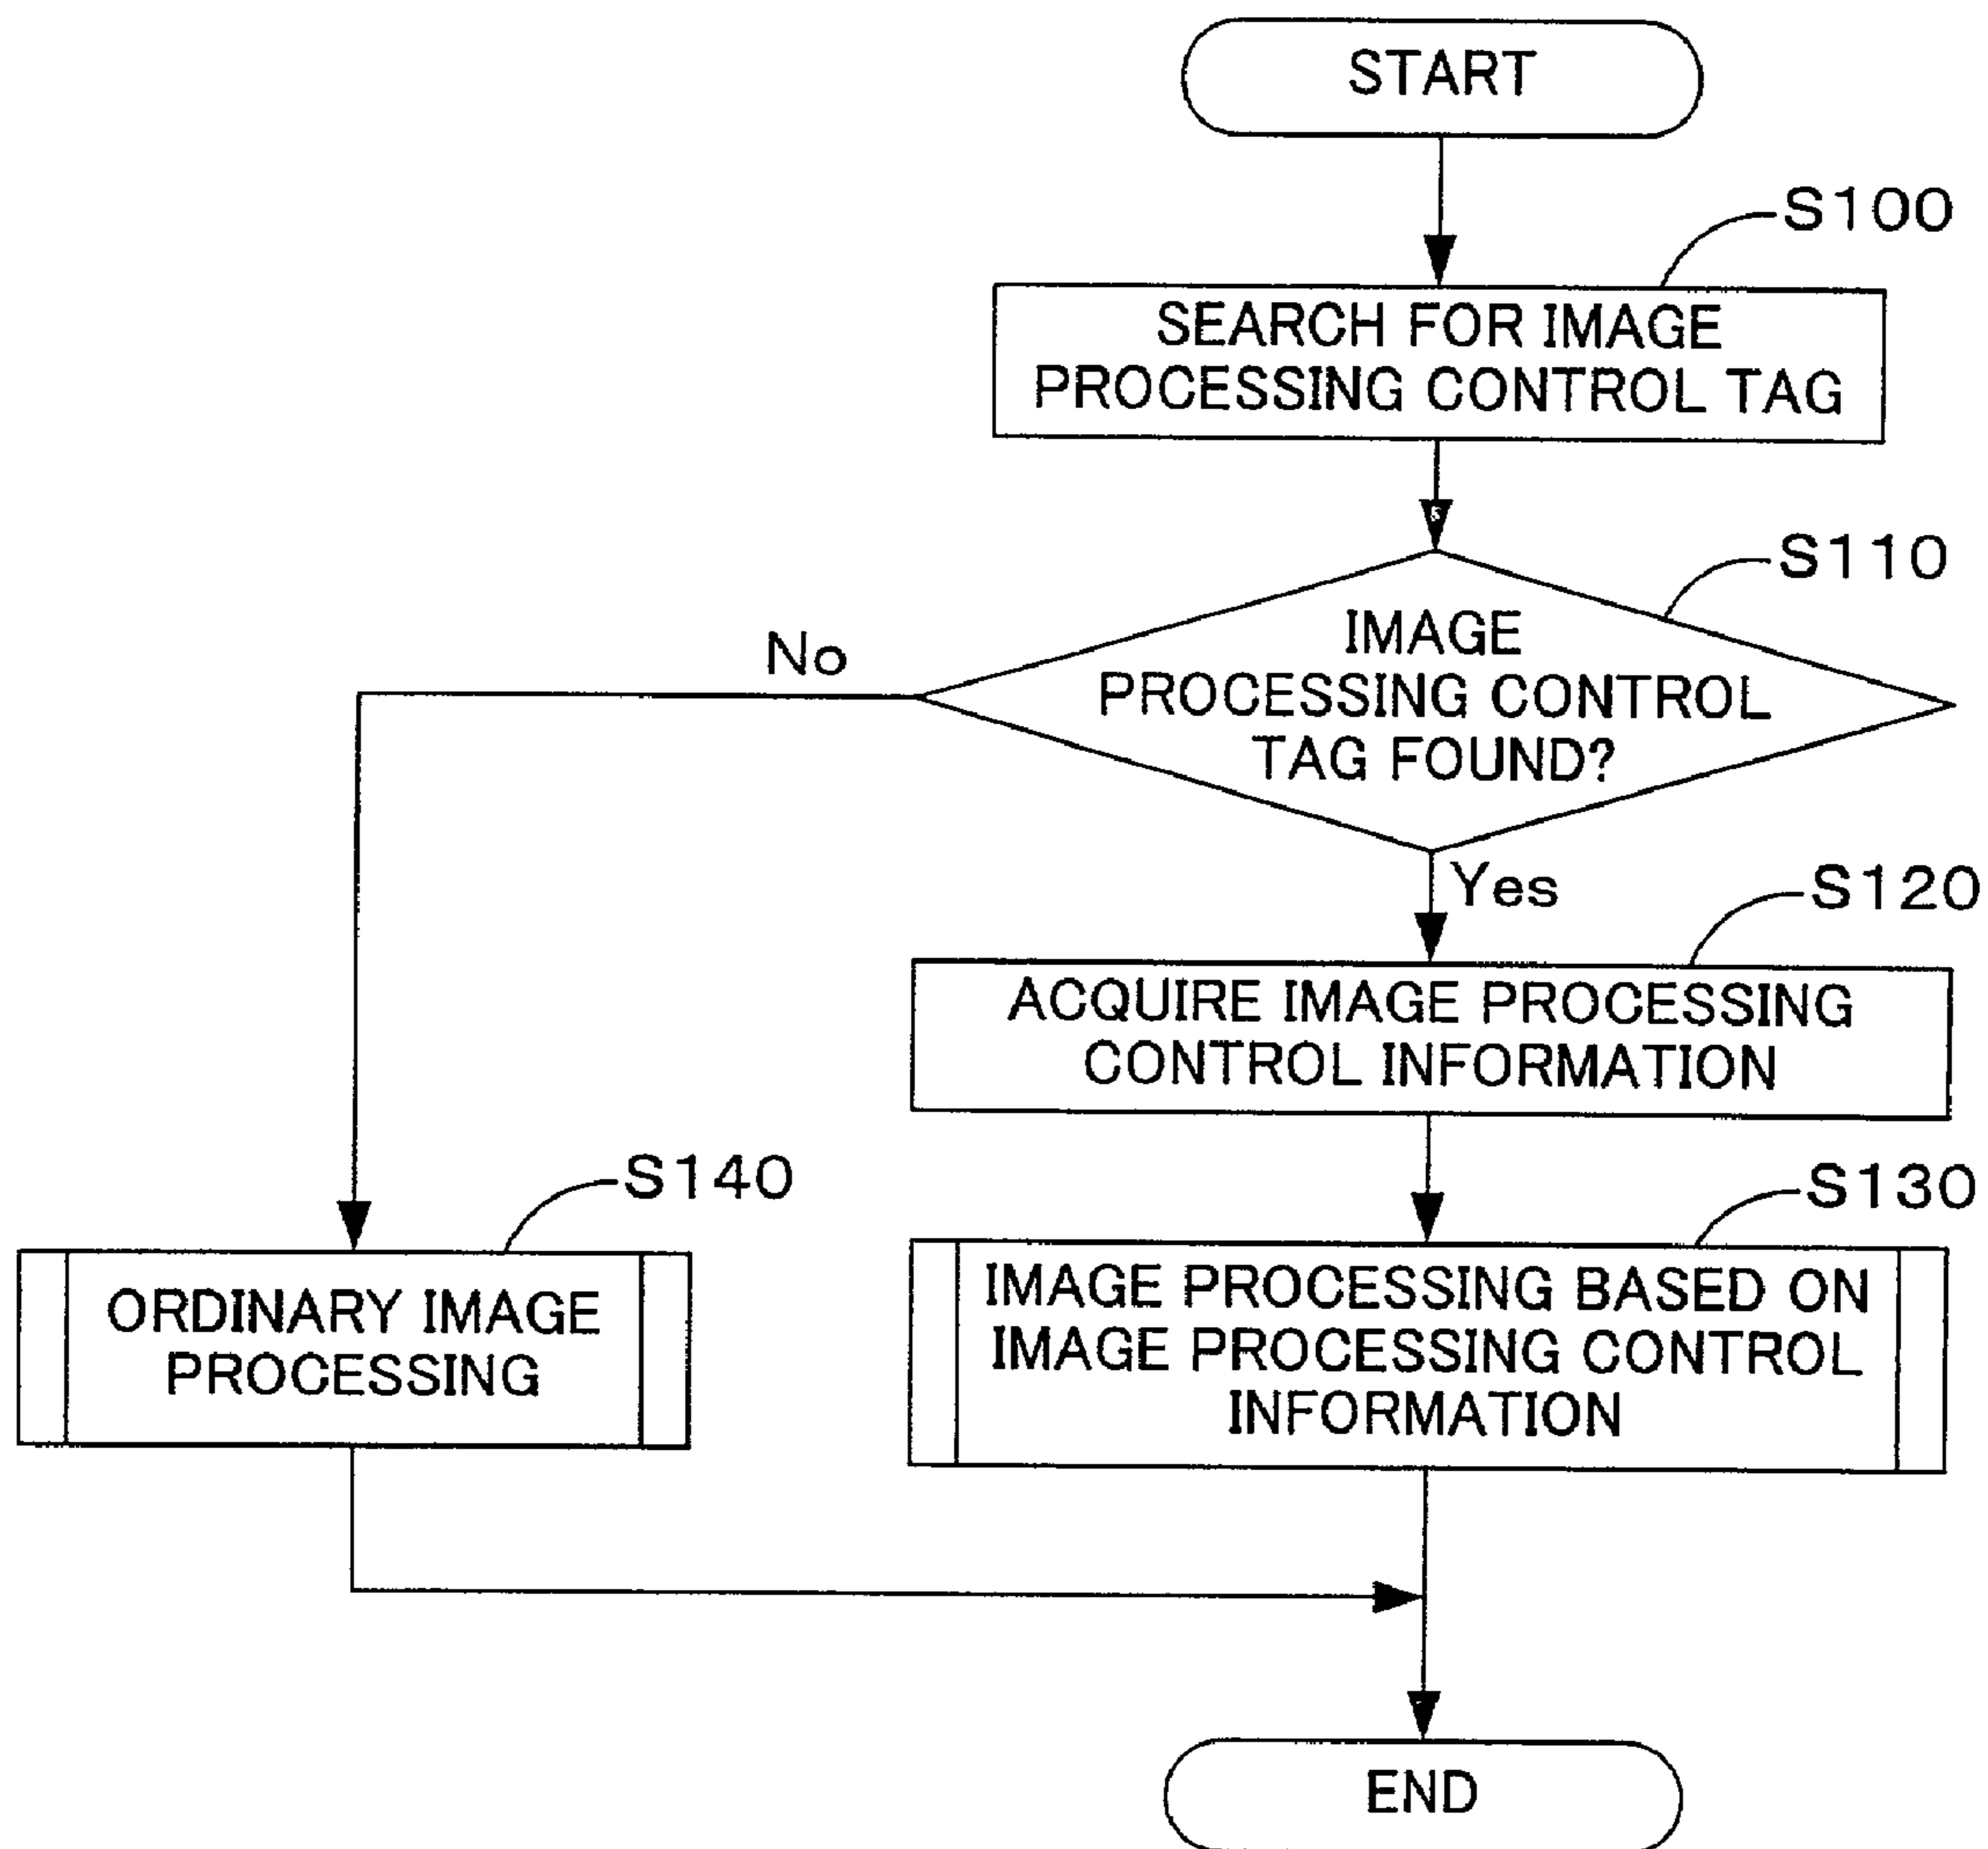 START
S100
SEARCH FOR IMAGE
PROCESSING CONTROL TAG
S110
IMAGE
PROCESSING CONTROL
TAG FOUND?
No
Yes
S120
ACQUIRE IMAGE PROCESSING
CONTROL INFORMATION
S140
ORDINARY IMAGE
PROCESSING
S130
IMAGE PROCESSING BASED ON
IMAGE PROCESSING CONTROL
INFORMATION
END